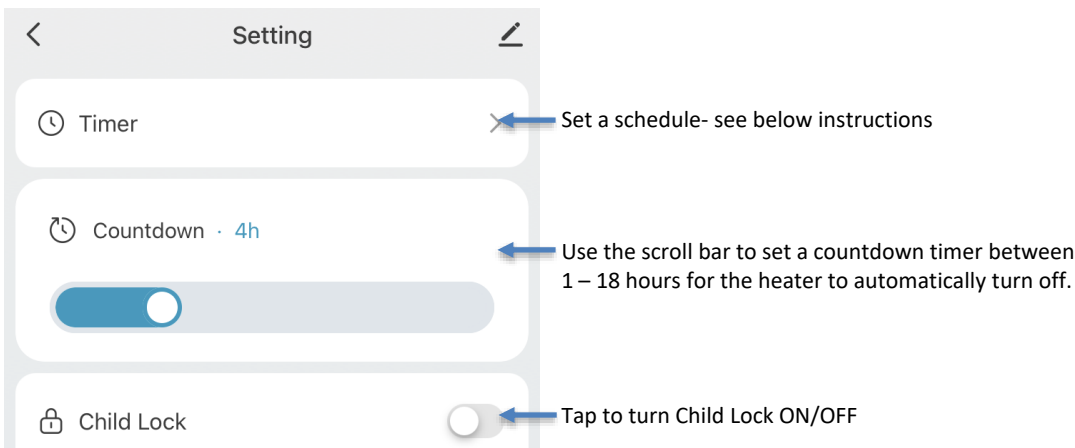 Setting
Timer
Set a schedule- see below instructions
Countdown · 4h
Use the scroll bar to set a countdown timer between
1 – 18 hours for the heater to automatically turn off.
Child Lock
Tap to turn Child Lock ON/OFF